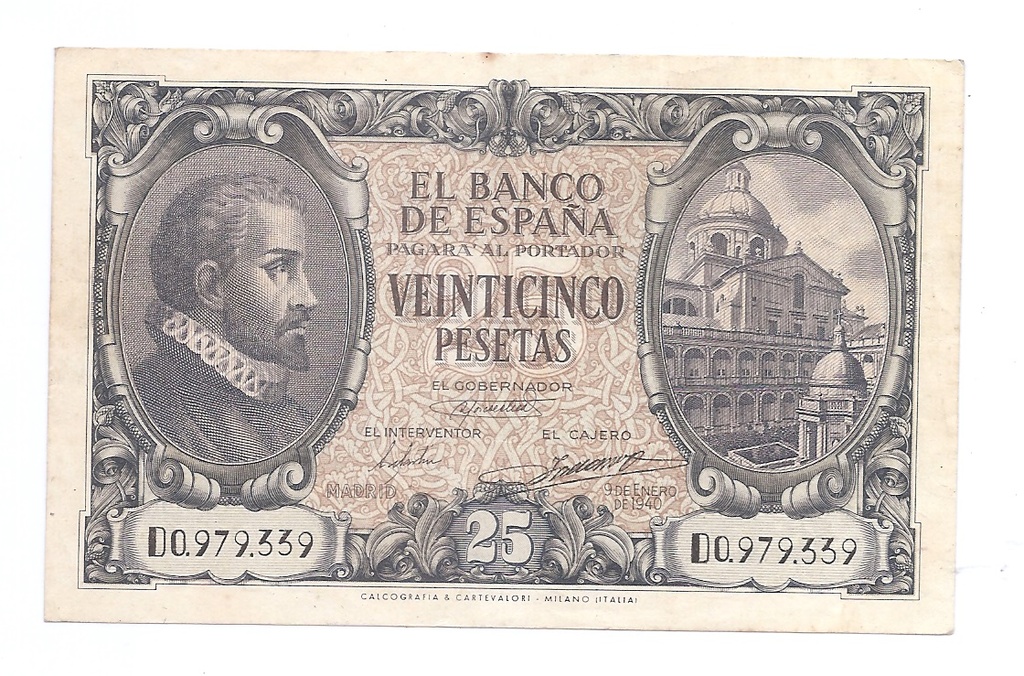 EL BANCO
DE ESPAÑA
PAGARA' AL PORTADOR
VEINTICINCO
PESETAS
EL GOBERNADOR
EL INTERVENTOR
EL CAJERO
MADRID
9 DE ENERO
DE 1940
D0.979.339
25
D0.979.339
CALCOGRAFIA & CARTEVALORI - MILANO (ITALIA)